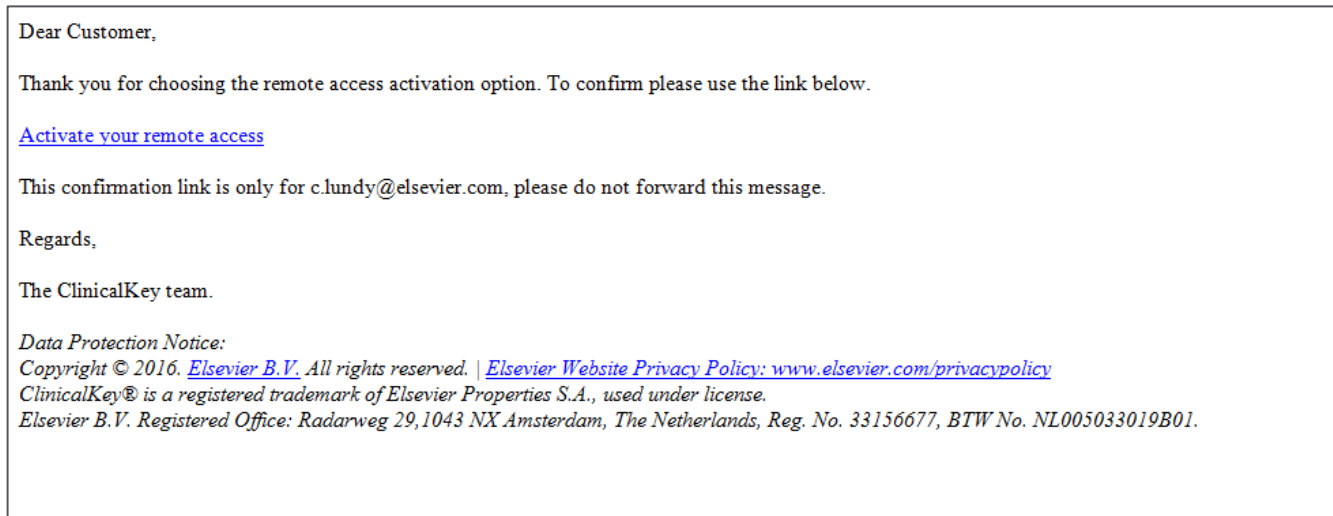 Dear Customer,
Thank you for choosing the remote access activation option. To confirm please use the link below.
Activate your remote access
This confirmation link is only for c.lundy@elsevier.com, please do not forward this message.
Regards,
The ClinicalKey team.
Data Protection Notice:
Copyright © 2016. Elsevier B.V. All rights reserved. | Elsevier Website Privacy Policy: www.elsevier.com/privacypolicy
ClinicalKey® is a registered trademark of Elsevier Properties S.A., used under license.
Elsevier B.V. Registered Office: Radarweg 29,1043 NX Amsterdam, The Netherlands, Reg. No. 33156677, BTW No. NL005033019B01.